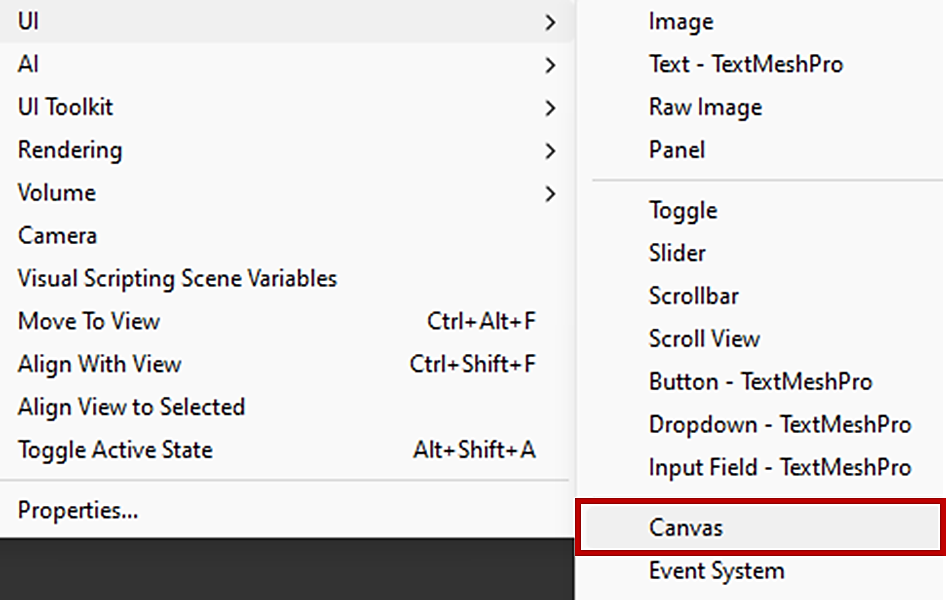 UI
AI
UI Toolkit
Rendering
Volume
Camera
Visual Scripting Scene Variables
Move To View Ctrl+Alt+F
Align With View Ctrl+Shift+F
Align View to Selected
Toggle Active State Alt+Shift+A
Properties...
Image
Text - TextMeshPro
Raw Image
Panel
Toggle
Slider
Scrollbar
Scroll View
Button - TextMeshPro
Dropdown - TextMeshPro
Input Field - TextMeshPro
Canvas
Event System